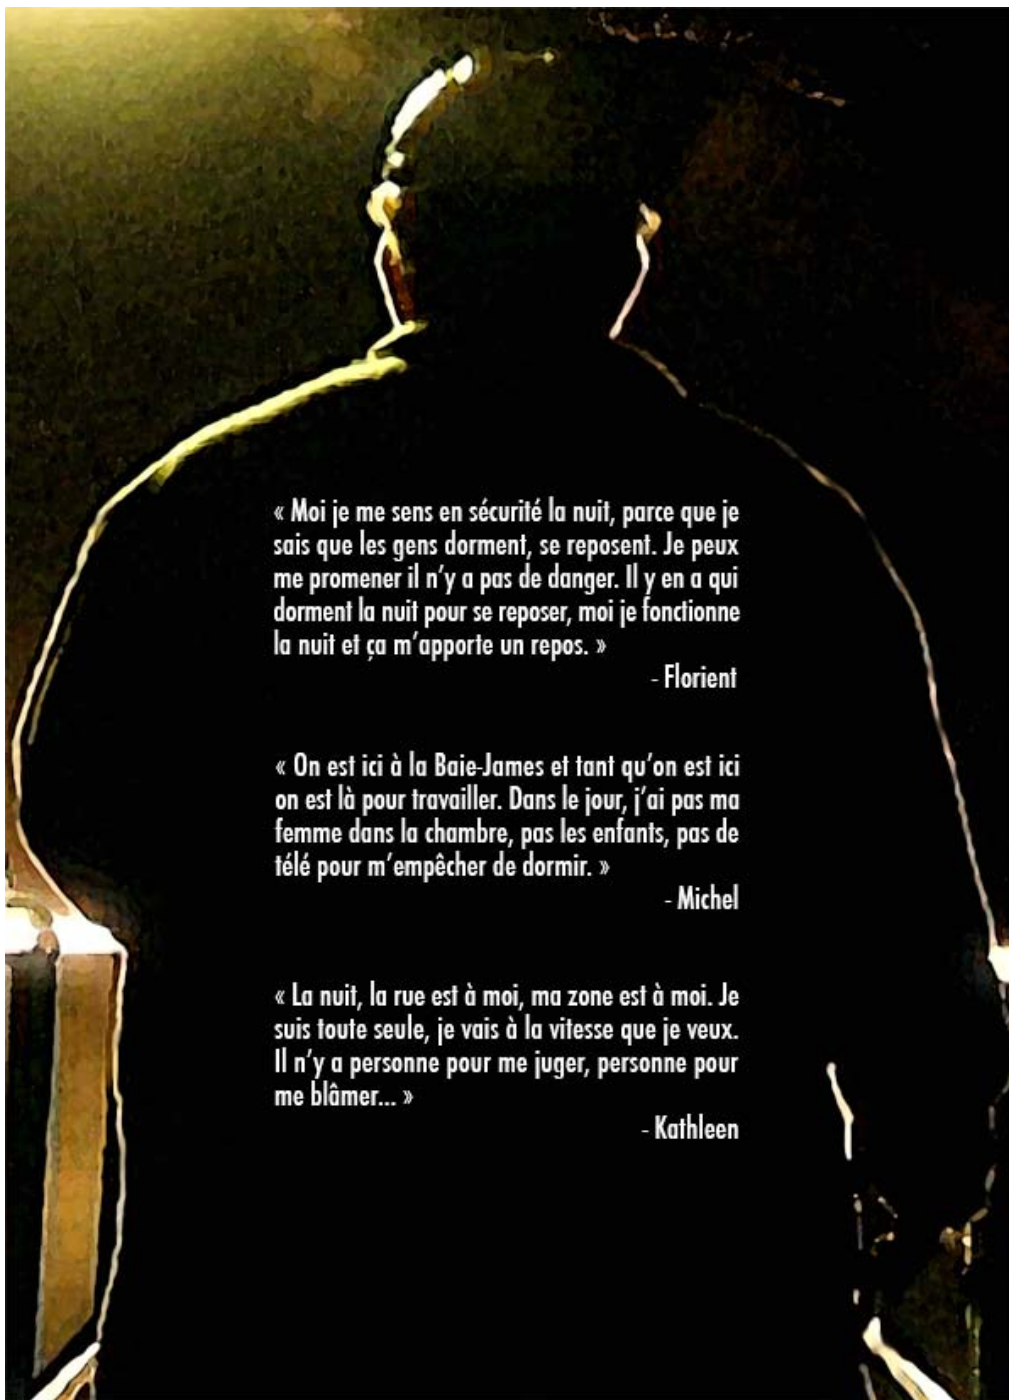 « Moi je me sens en sécurité la nuit, parce que je
sais que les gens dorment, se reposent. Je peux
me promener il n’y a pas de danger. Il y en a qui
dorment la nuit pour se reposer, moi je fonctionne
la nuit et ça m’apporte un repos. »
- Florient
« On est ici à la Baie-James et tant qu’on est ici
on est là pour travailler. Dans le jour, j’ai pas ma
femme dans la chambre, pas les enfants, pas de
télé pour m’empêcher de dormir. »
- Michel
« La nuit, la rue est à moi, ma zone est à moi. Je
suis toute seule, je vais à la vitesse que je veux.
Il n’y a personne pour me juger, personne pour
me blâmer... »
- Kathleen